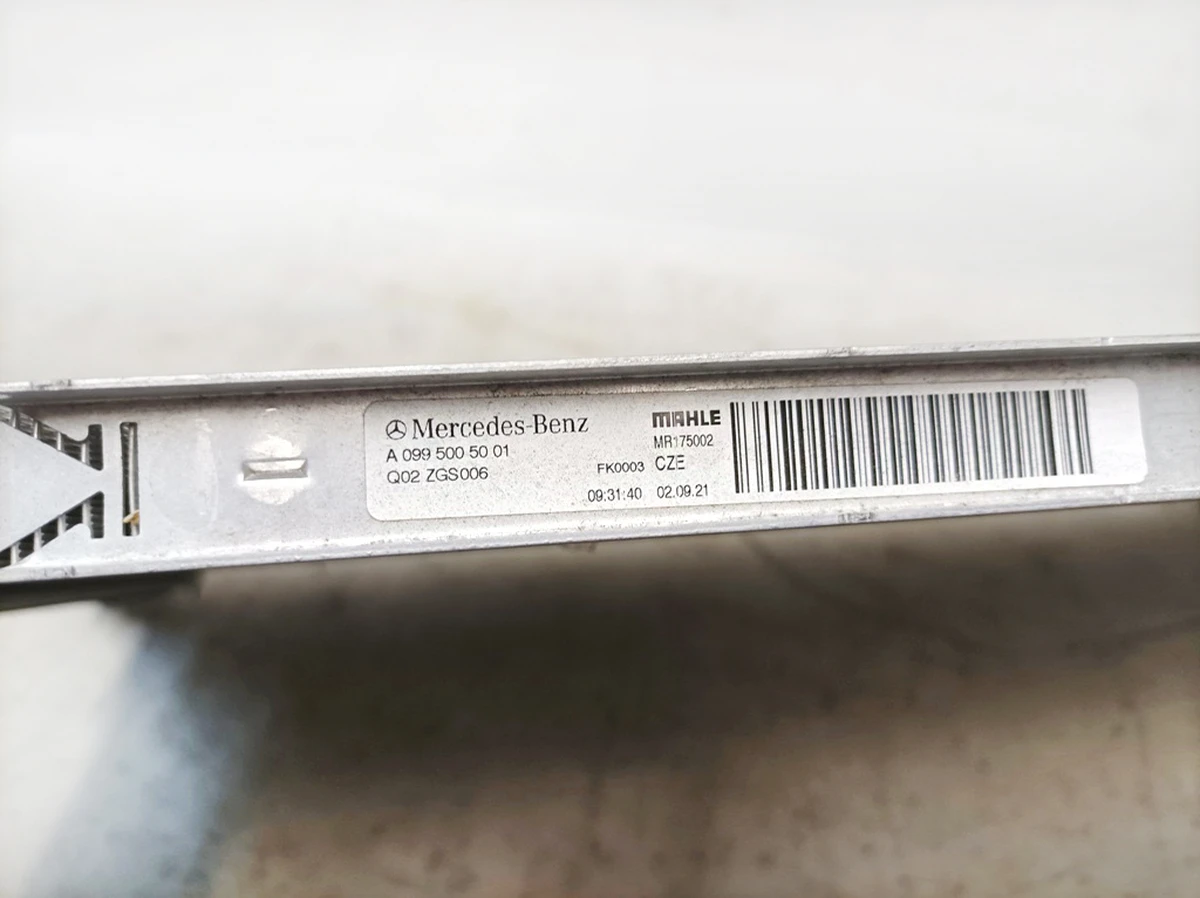 Mercedes-Benz
A 099 500 50 01
Q02 ZGS006
MAHLE
MR175002
FK0003 CZE
09:31:40 02.09.21